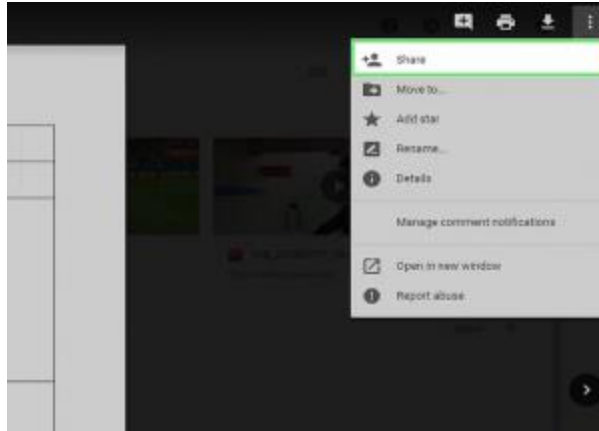 Share
Move to...
Add star
Rename...
Details
Manage comment notifications
Open in new window
Report abuse